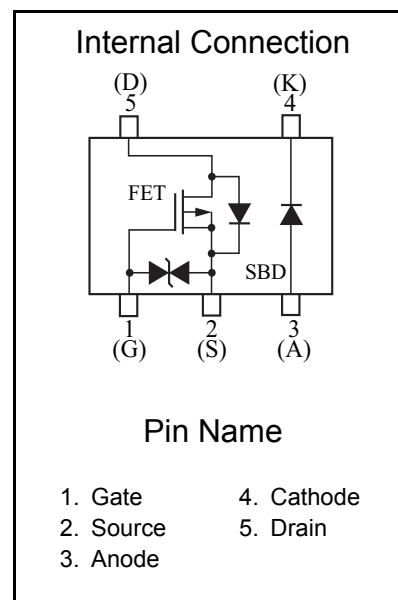 Internal Connection
(D) (K)
5 4
FET
SBD
1 2 3
(G) (S) (A)
Pin Name
1. Gate 4. Cathode
2. Source 5. Drain
3. Anode